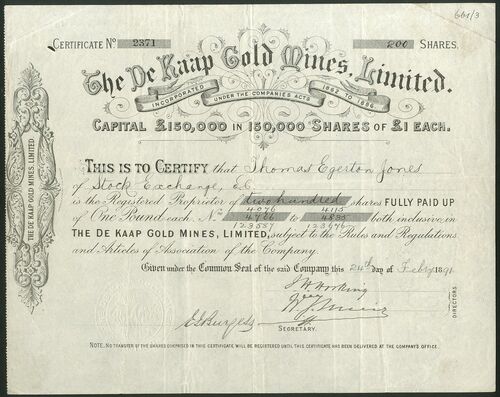 661/3
CERTIFICATE No 2371 200 SHARES.
The De Kaap Gold Mines, Limited.
INCORPORATED UNDER THE COMPANIES ACTS 1862 TO 1886.
CAPITAL £150,000 IN 150,000 SHARES OF £1 EACH.
THE DE KAAP GOLD MINES, LIMITED
THIS IS TO CERTIFY that Thomas Egerton Jones
of Stock Exchange, EC
is the Registered Proprietor of two hundred shares FULLY PAID UP
4076 4115
of One Pound each, Nos 4766 to 4895 both inclusive, in
THE DE KAAP GOLD MINES, LIMITED, subject to the Rules and Regulations
and Articles of Association of the Company.
Given under the Common Seal of the said Company this 24th day of Feby 1891
DIRECTORS.
SECRETARY.
NOTE, NO TRANSFER OF THE SHARES COMPRISED IN THIS CERTIFICATE WILL BE REGISTERED UNTIL THIS CERTIFICATE HAS BEEN DELIVERED AT THE COMPANY'S OFFICE.